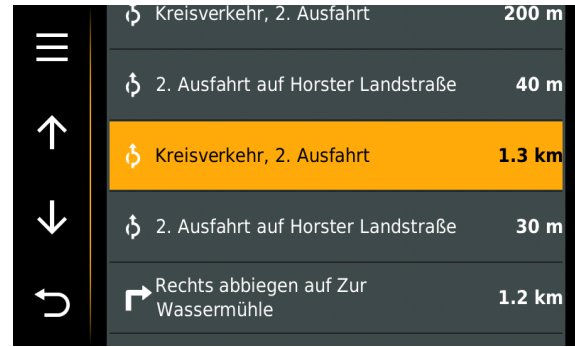 Kreisverkehr, 2. Ausfahrt 200 m
2. Ausfahrt auf Horster Landstraße 40 m
Kreisverkehr, 2. Ausfahrt 1.3 km
2. Ausfahrt auf Horster Landstraße 30 m
Rechts abbiegen auf Zur
Wassermühle 1.2 km